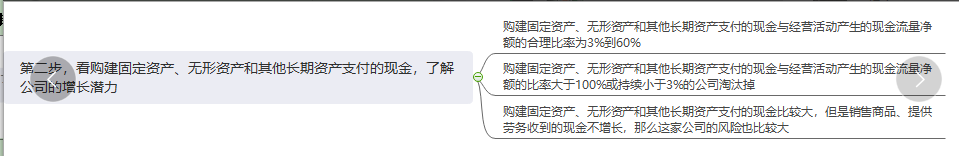 第二步，看购建固定资产、无形资产和其他长期资产支付的现金，了解
公司的增长潜力
购建固定资产、无形资产和其他长期资产支付的现金与经营活动产生的现金流量净
额的合理比率为3%到60%
购建固定资产、无形资产和其他长期资产支付的现金与经营活动产生的现金流量净
额的比率大于100%或持续小于3%的公司淘汰掉
购建固定资产、无形资产和其他长期资产支付的现金比较大，但是销售商品、提供
劳务收到的现金不增长，那么这家公司的风险也比较大